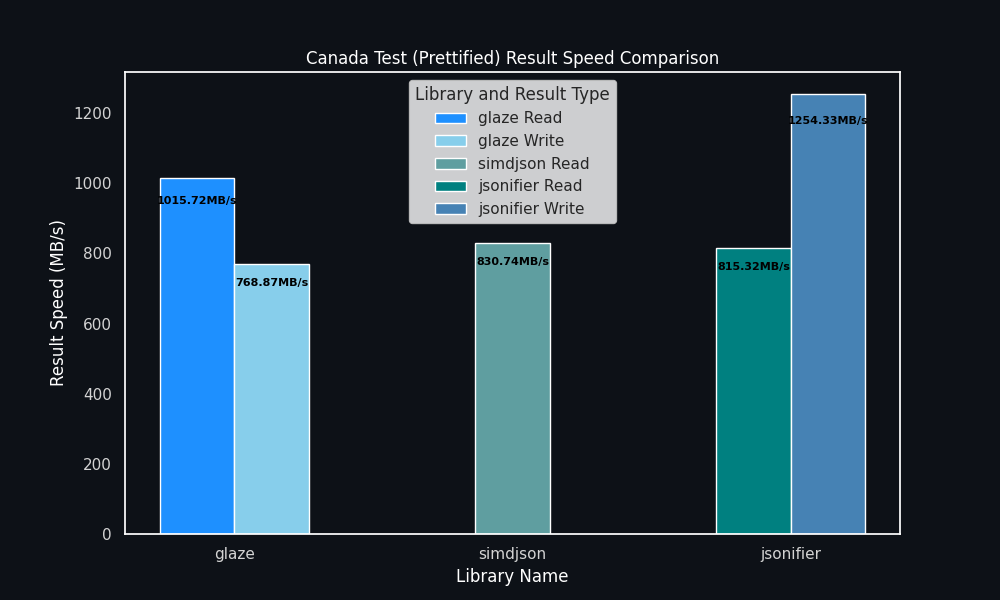 Canada Test (Prettified) Result Speed Comparison
Result Speed (MB/s)
1200
1000
800
600
400
200
0
Library and Result Type
glaze Read
glaze Write
simdjson Read
jsonifier Read
jsonifier Write
1015.72MB/s
768.87MB/s
830.74MB/s
815.32MB/s
1254.33MB/s
glaze
simdjson
jsonifier
Library Name